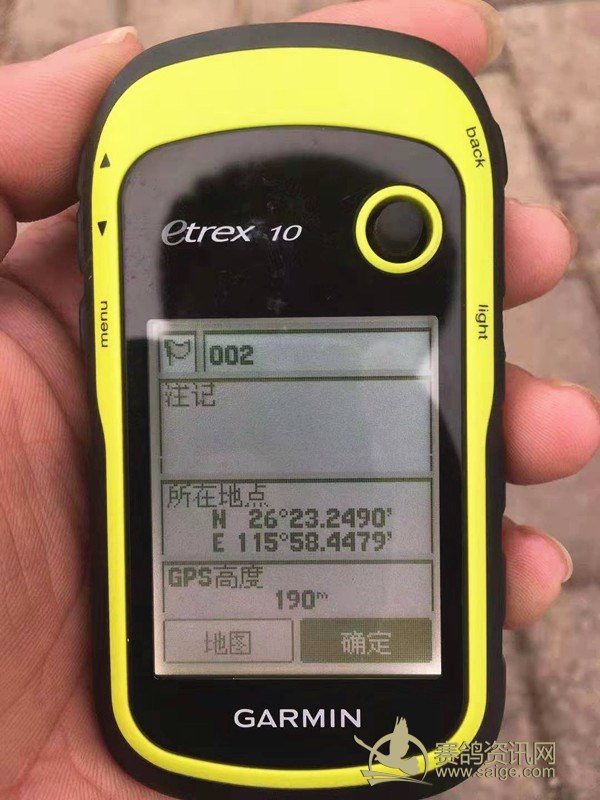 back
etrex 10
menu
light
002
注记
所在地点
N 26°23.2490'
E 115°58.4479'
GPS高度
190m
地图
确定
GARMIN
赛鸽资讯网
www.saige.com